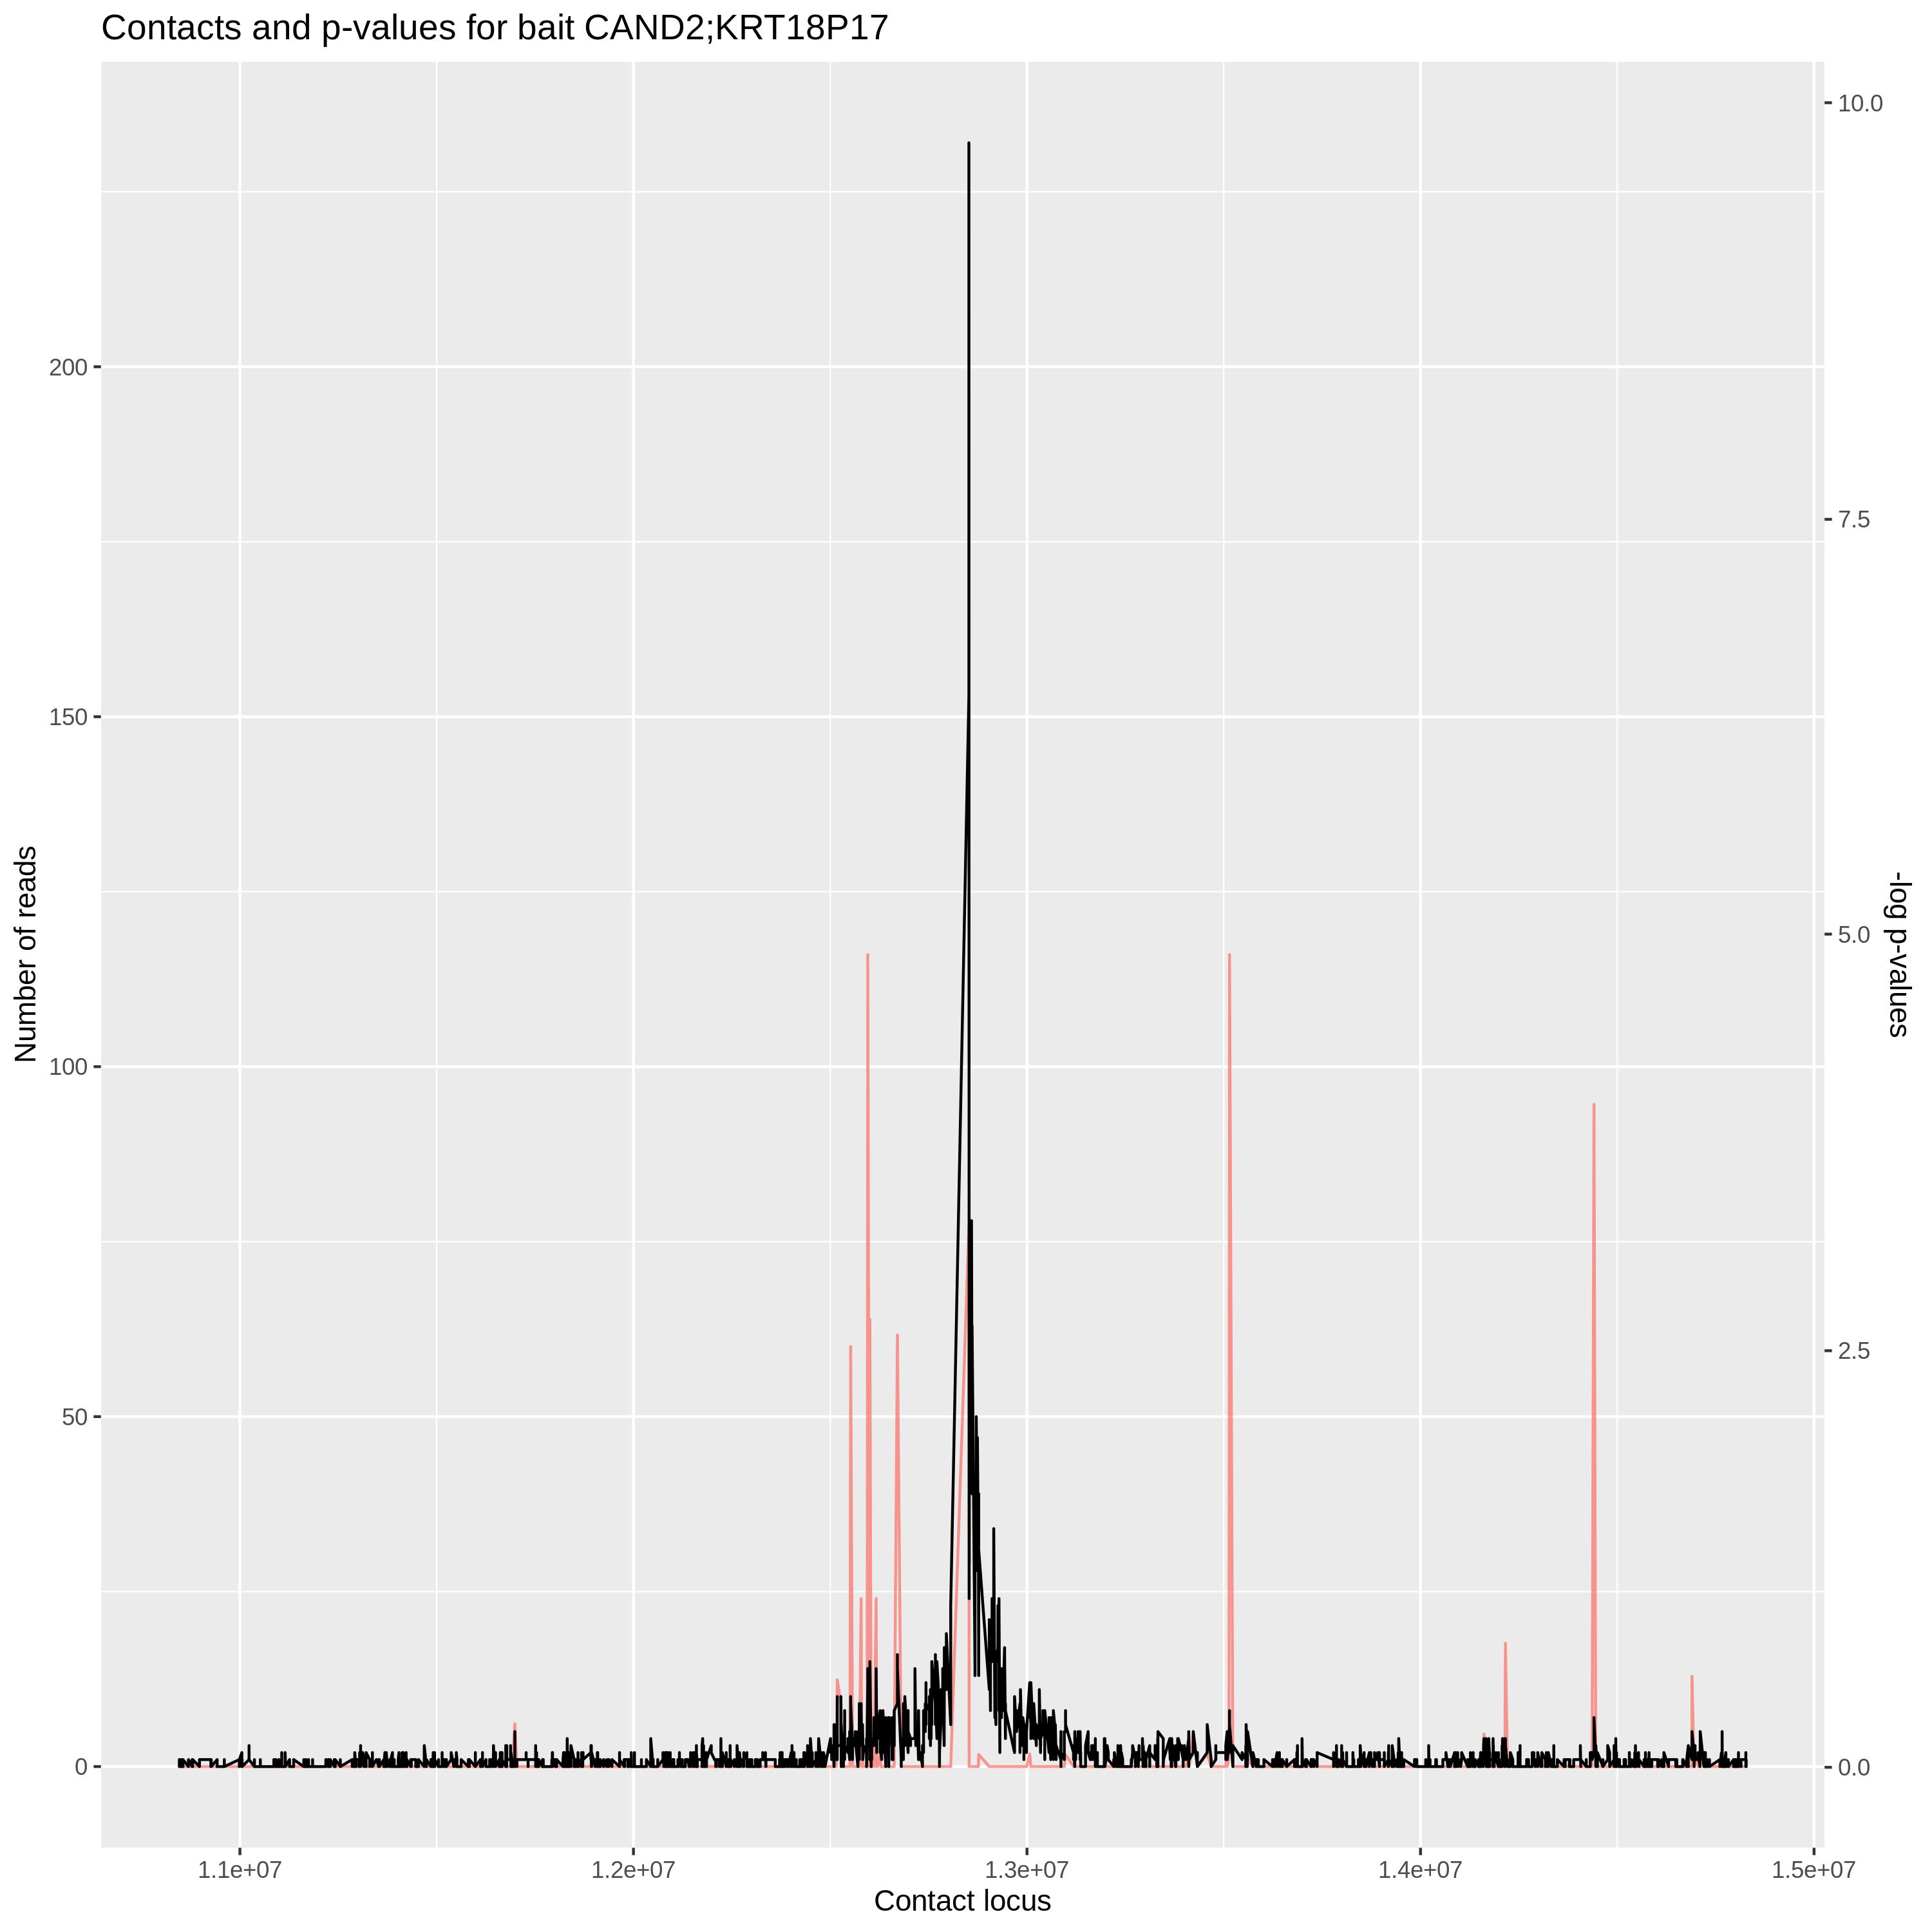 Contacts and p-values for bait CAND2;KRT18P17
Number of reads
200
150
100
50
0
10.0
7.5
5.0
2.5
0.0
-log p-values
1.1e+07
1.2e+07
1.3e+07
1.4e+07
1.5e+07
Contact locus